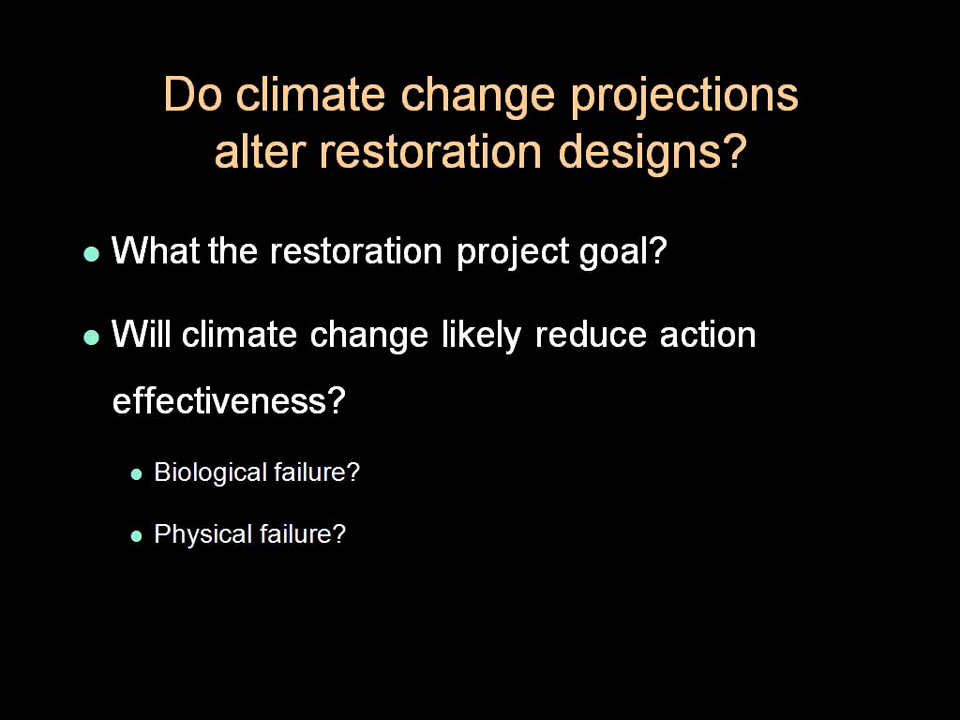 Do climate change projections
alter restoration designs?
What the restoration project goal?
Will climate change likely reduce action
effectiveness?
Biological failure?
Physical failure?